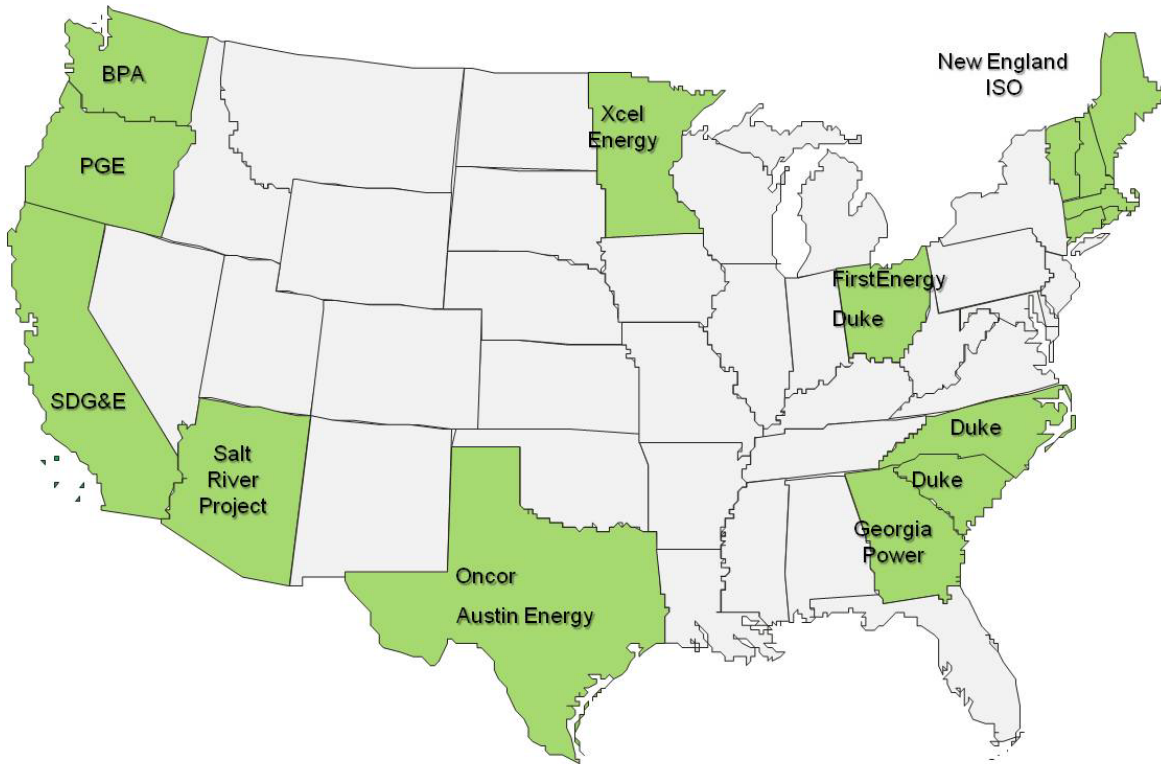 New England
ISO
BPA
Xcel
Energy
PGE
FirstEnergy
Duke
SDG&E
Salt
River
Project
Duke
Duke
Georgia
Power
Oncor
Austin Energy